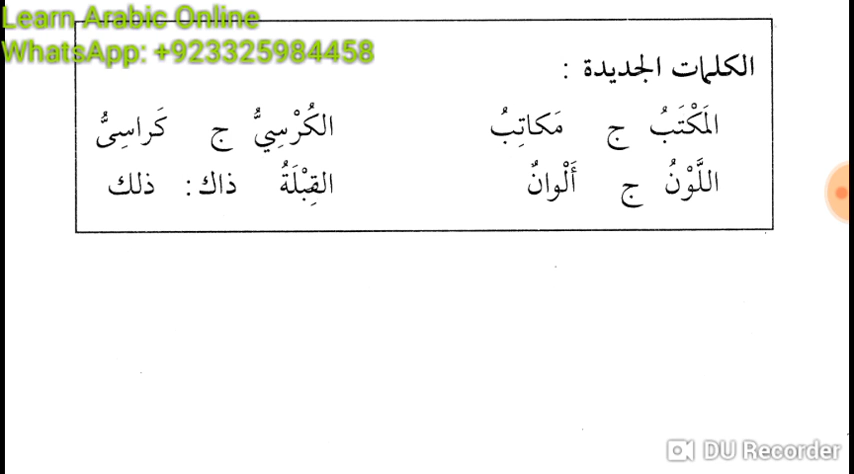 Learn Arabic Online
WhatsApp: +923325984458
الكلمات الجديدة :
المَكْتَبُ ج مَكاتِبُ الكُرْسِيُّ ج كَراسِىُّ
اللَّوْنُ ج أَلْوانٌ القِبْلَةُ ذاك : ذلك
DU Recorder